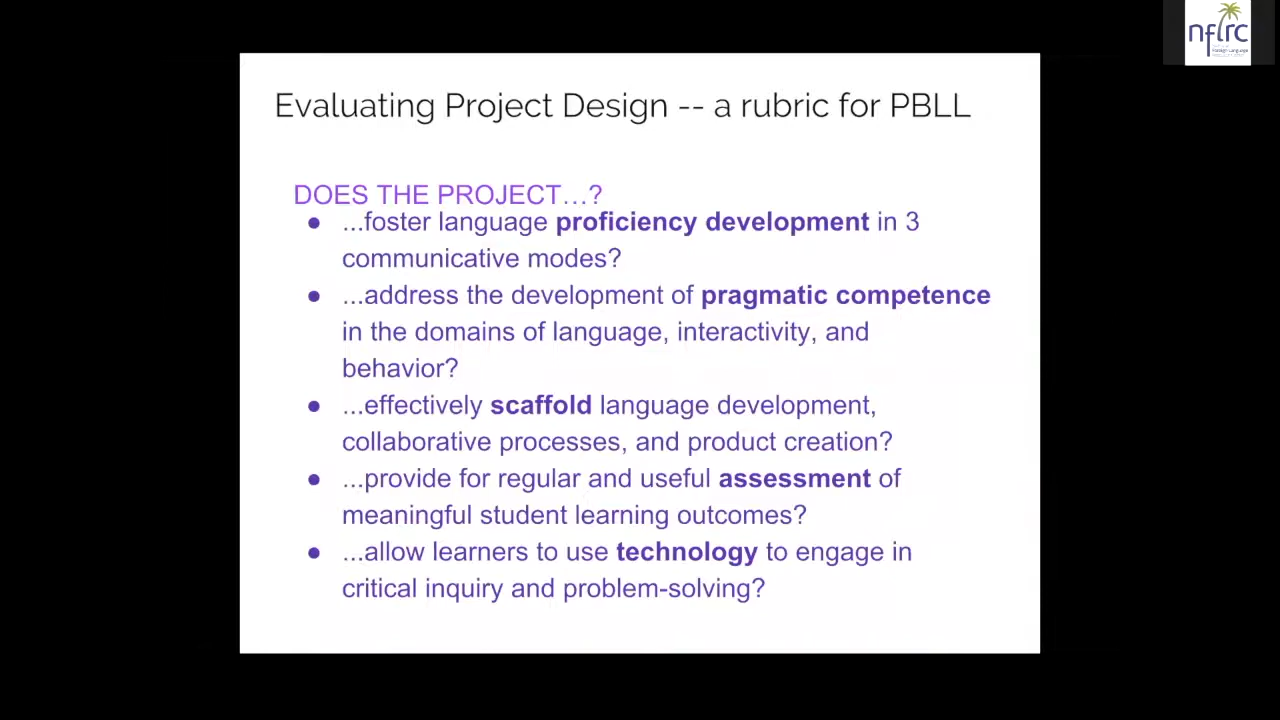 nflrc
Foreign Language
Evaluating Project Design -- a rubric for PBLL
DOES THE PROJECT…?
● ...foster language proficiency development in 3
communicative modes?
● ...address the development of pragmatic competence
in the domains of language, interactivity, and
behavior?
● ...effectively scaffold language development,
collaborative processes, and product creation?
● ...provide for regular and useful assessment of
meaningful student learning outcomes?
● ...allow learners to use technology to engage in
critical inquiry and problem-solving?